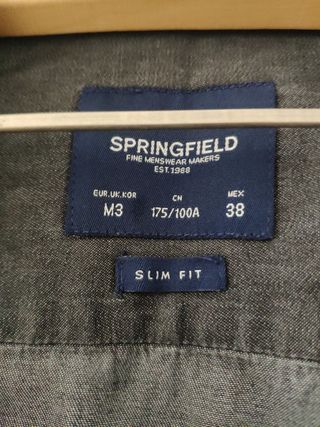 SPRINGFIELD
FINE MENSWEAR MAKERS
EST.1988
EUR.UK.KOR CN MEX
M3 175/100A 38
SLIM FIT